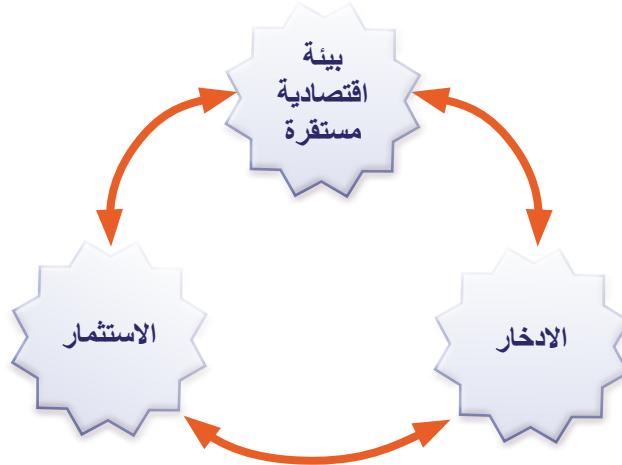 بيئة
اقتصادية
مستقرة
الادخار
الاستثمار